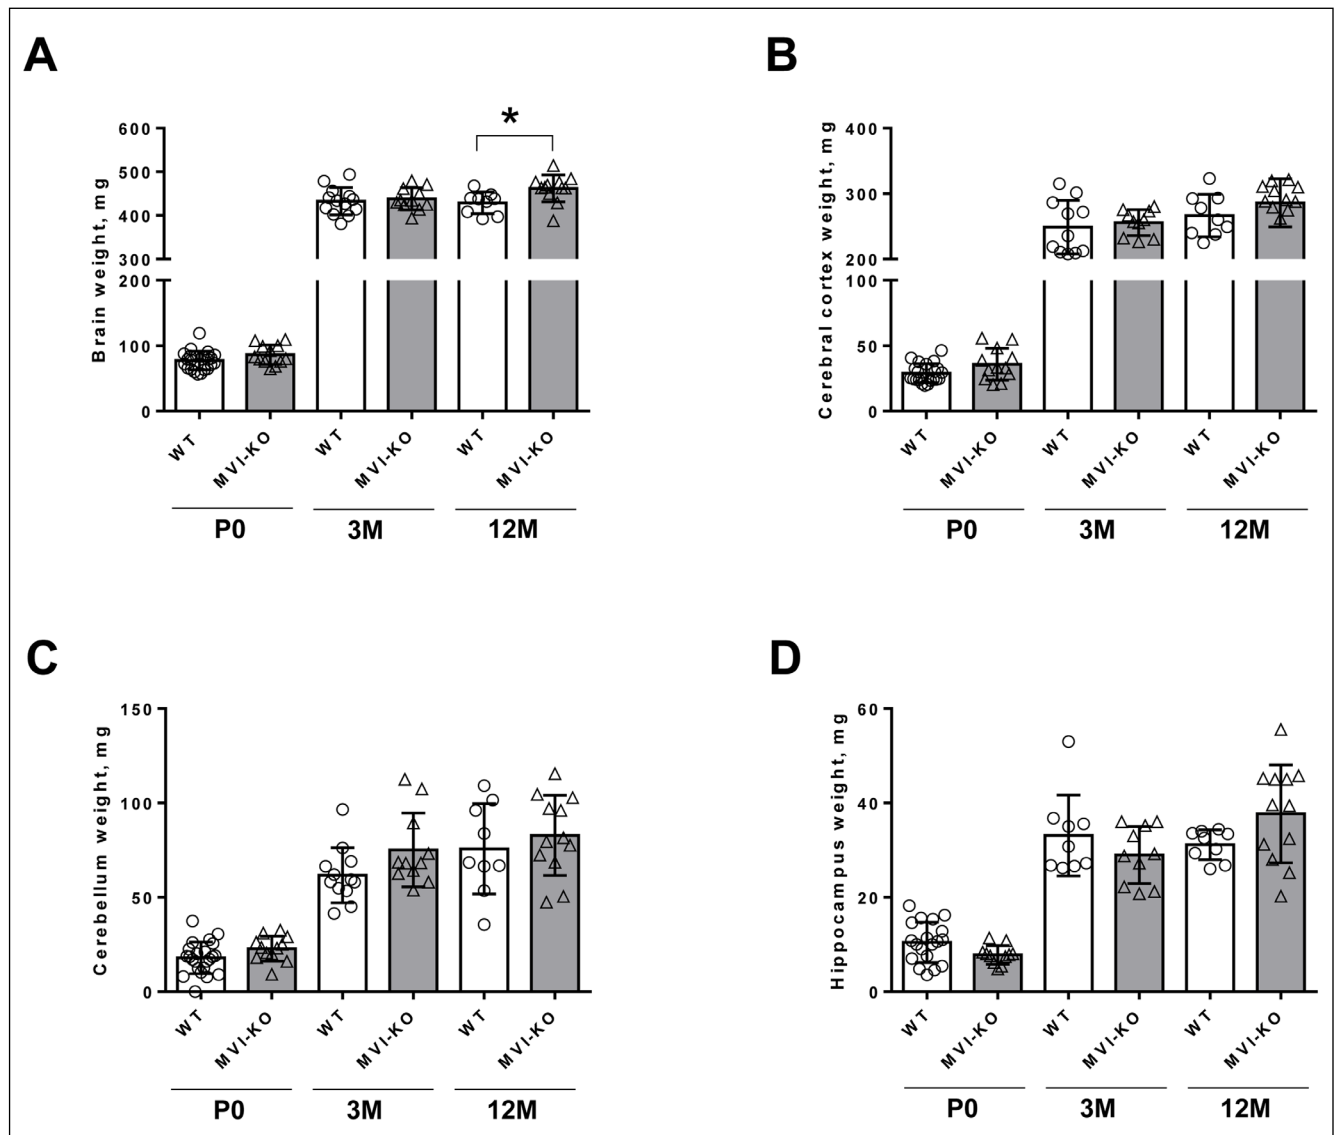 A
Brain weight, mg
600
500
400
300
200
100
0
*
WT
MVI-KO
WT
MVI-KO
WT
MVI-KO
P0
3M
12M
B
Cerebral cortex weight, mg
400
300
200
100
50
0
WT
MVI-KO
WT
MVI-KO
WT
MVI-KO
P0
3M
12M
C
Cerebellum weight, mg
150
100
50
0
WT
MVI-KO
WT
MVI-KO
WT
MVI-KO
P0
3M
12M
D
Hippocampus weight, mg
60
40
20
0
WT
MVI-KO
WT
MVI-KO
WT
MVI-KO
P0
3M
12M